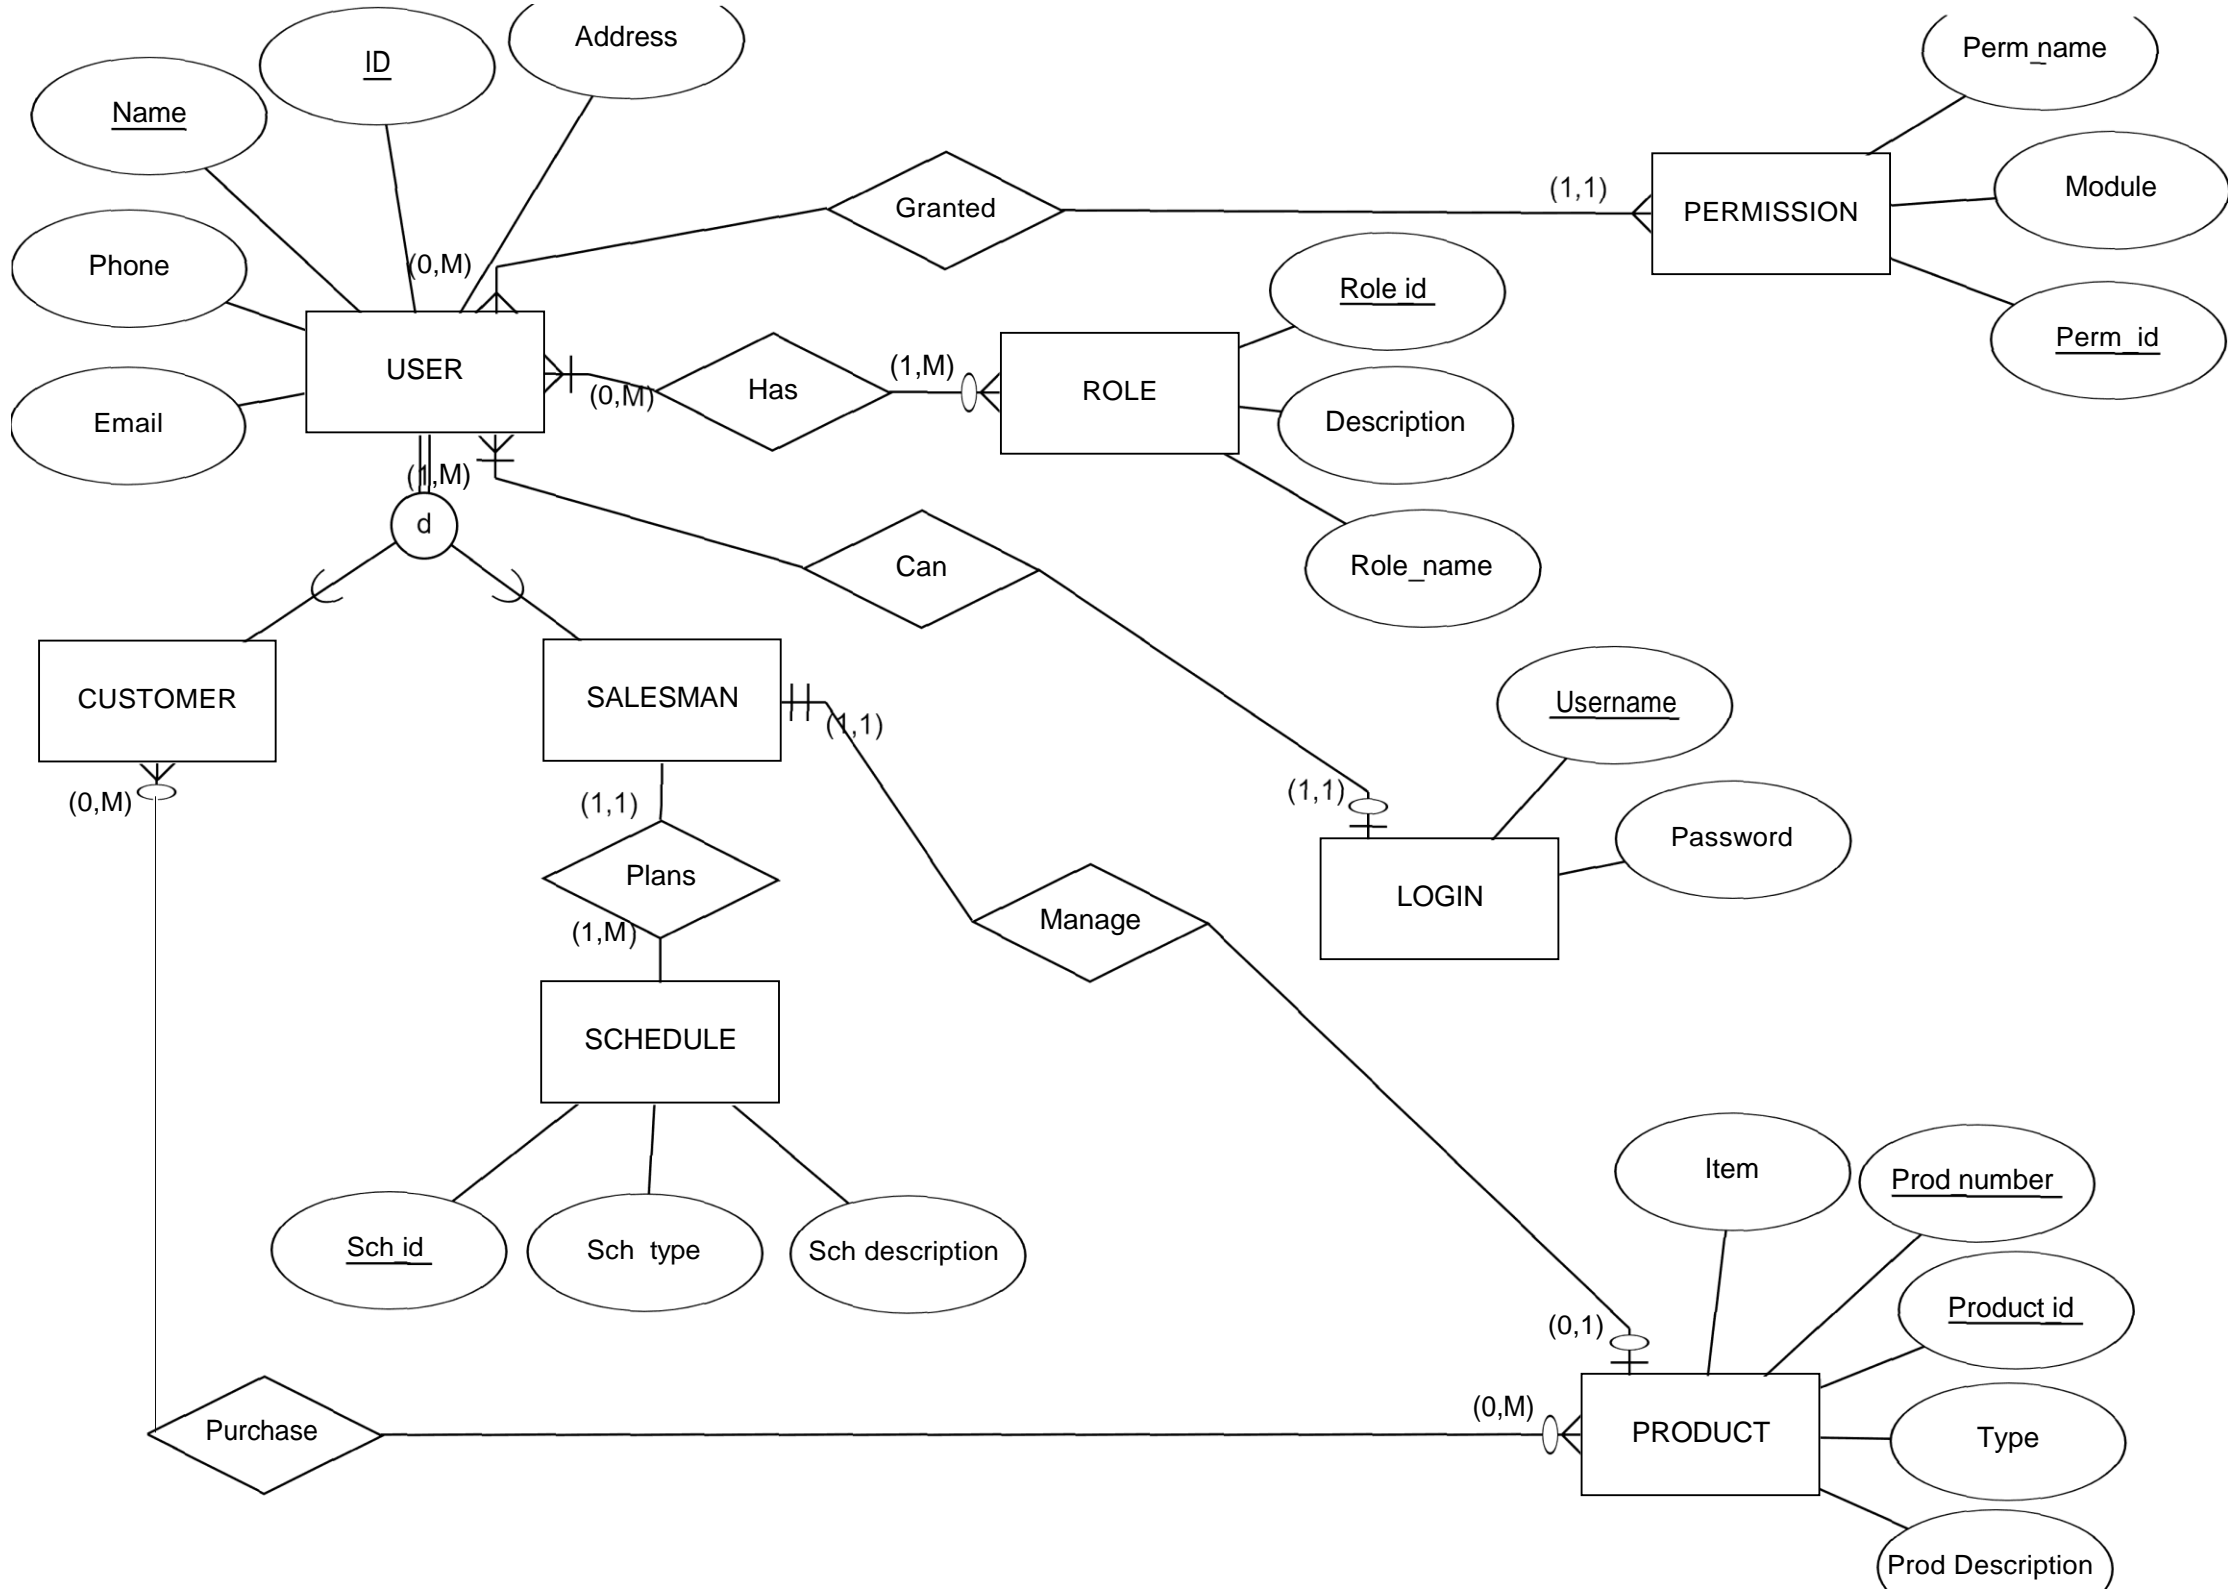 Address
Perm_name
ID
Name
Module
(1,1)
Granted
PERMISSION
Phone
(0,M)
Role id
Perm_id
USER
(1,M)
Has
ROLE
(0,M)
Email
Description
(1,M)
d
Can
Role_name
CUSTOMER
SALESMAN
Username
(1,1)
(0,M)
(1,1)
(1,1)
Password
Plans
LOGIN
Manage
(1,M)
SCHEDULE
Item
Prod number
Sch id
Sch type
Sch description
Product id
(0,1)
(0,M)
Purchase
PRODUCT
Type
Prod Description